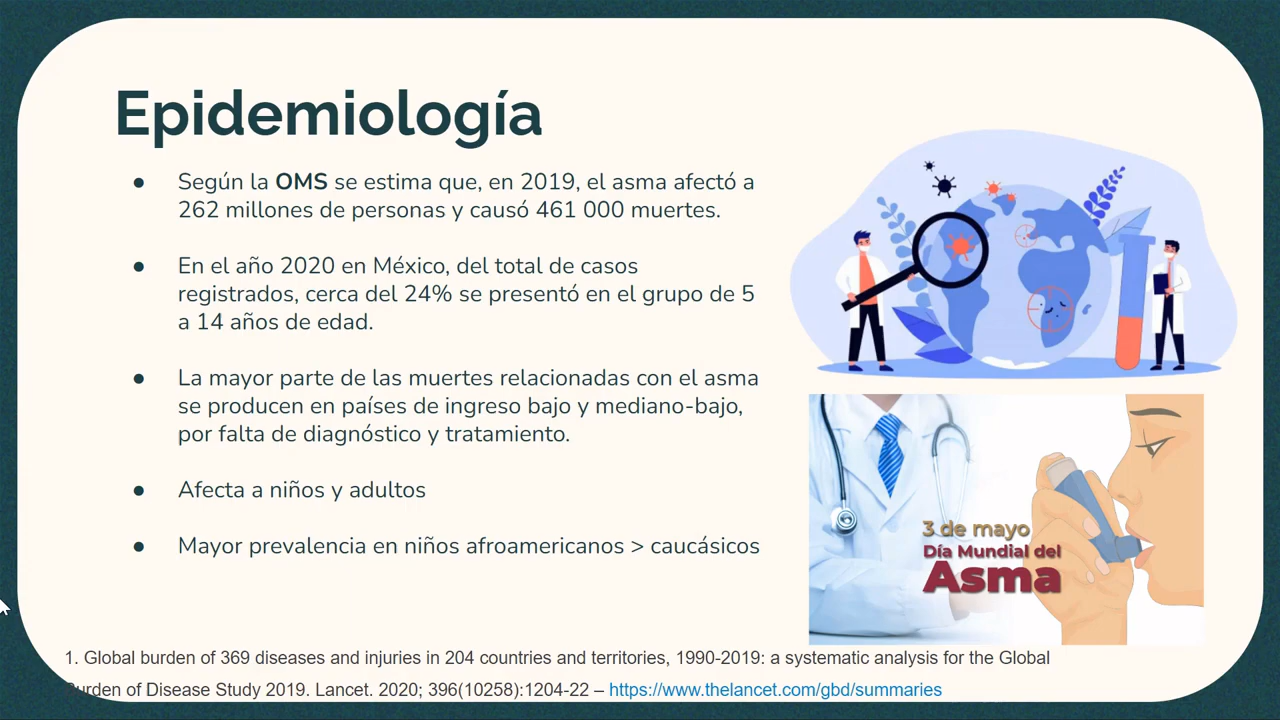 Epidemiología
● Según la OMS se estima que, en 2019, el asma afectó a
262 millones de personas y causó 461 000 muertes.
● En el año 2020 en México, del total de casos
registrados, cerca del 24% se presentó en el grupo de 5
a 14 años de edad.
● La mayor parte de las muertes relacionadas con el asma
se producen en países de ingreso bajo y mediano-bajo,
por falta de diagnóstico y tratamiento.
● Afecta a niños y adultos
● Mayor prevalencia en niños afroamericanos > caucásicos
3 de mayo
Día Mundial del
Asma
1. Global burden of 369 diseases and injuries in 204 countries and territories, 1990-2019: a systematic analysis for the Global
Burden of Disease Study 2019. Lancet. 2020; 396(10258):1204-22 – https://www.thelancet.com/gbd/summaries